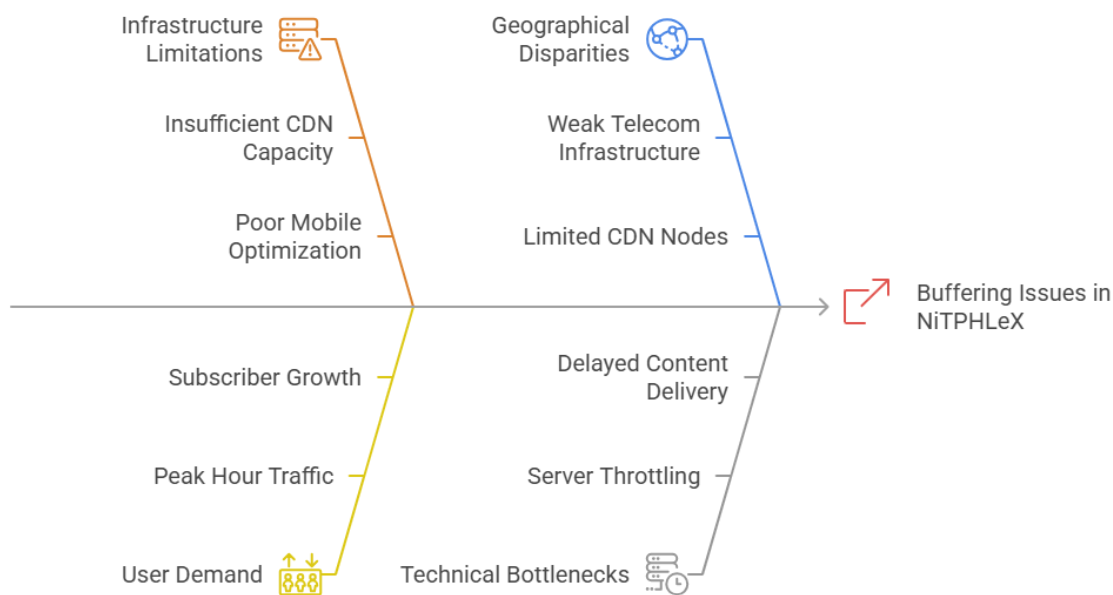 Infrastructure
Limitations
Insufficient CDN
Capacity
Poor Mobile
Optimization
Geographical
Disparities
Weak Telecom
Infrastructure
Limited CDN Nodes
Buffering Issues in
NiTPHLeX
Subscriber Growth
Peak Hour Traffic
User Demand
Delayed Content
Delivery
Server Throttling
Technical Bottlenecks